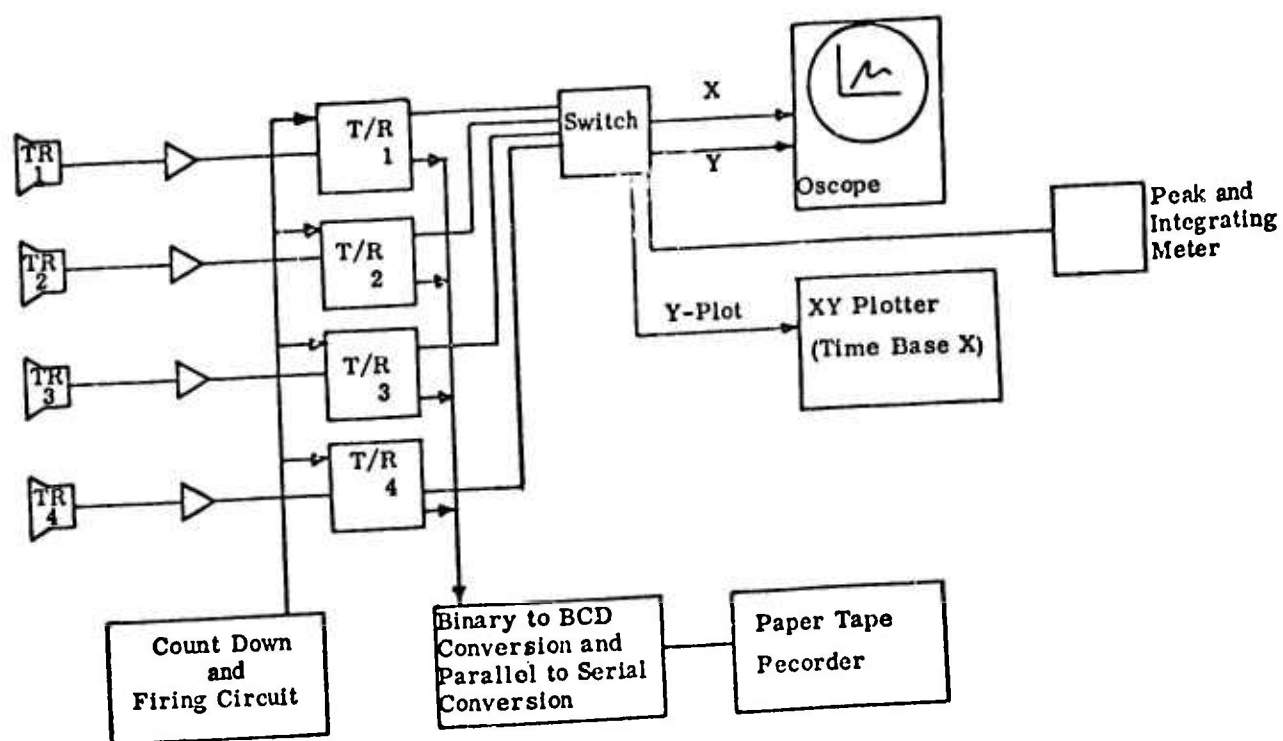 TR
1
T/R
1
TR
2
T/R
2
TR
3
T/R
3
TR
4
T/R
4
Switch
X
Y
Oscope
Peak and
Integrating
Meter
Y-Plot
XY Plotter
(Time Base X)
Count Down
and
Firing Circuit
Binary to BCD
Conversion and
Parallel to Serial
Conversion
Paper Tape
Pecorder